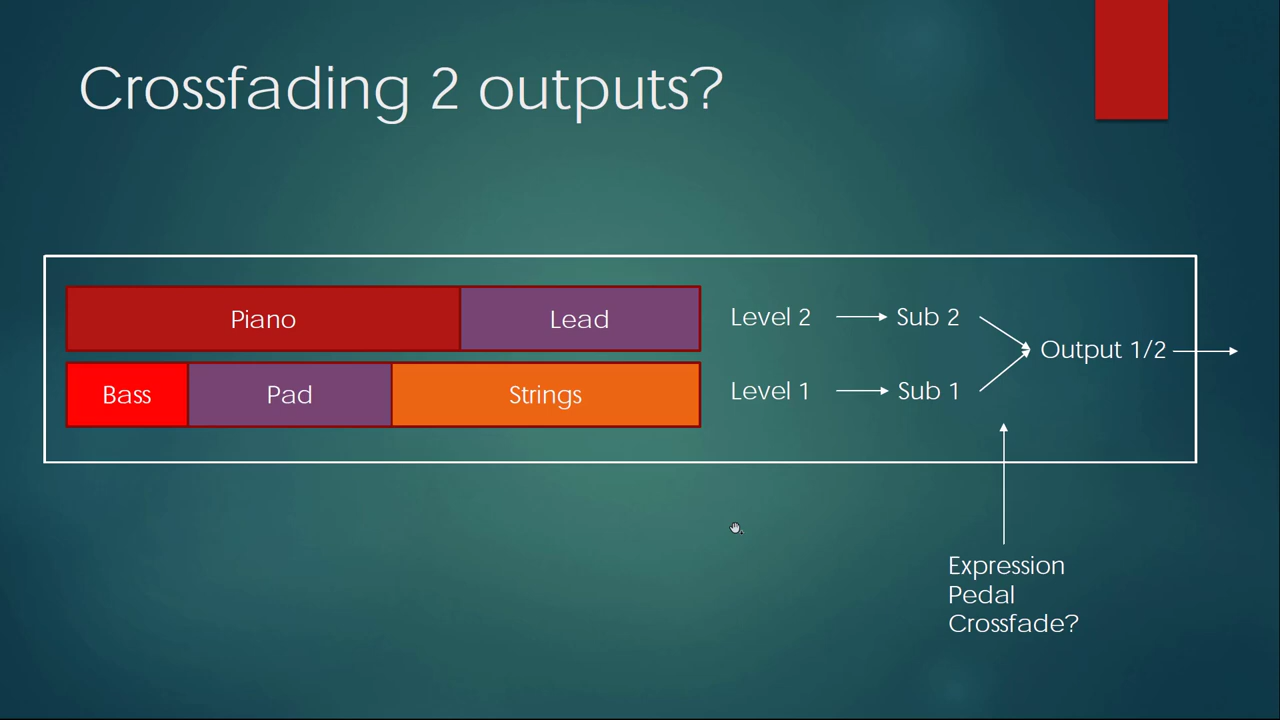 Crossfading 2 outputs?
Piano
Lead
Level 2
Sub 2
Output 1/2
Bass
Pad
Strings
Level 1
Sub 1
Expression
Pedal
Crossfade?